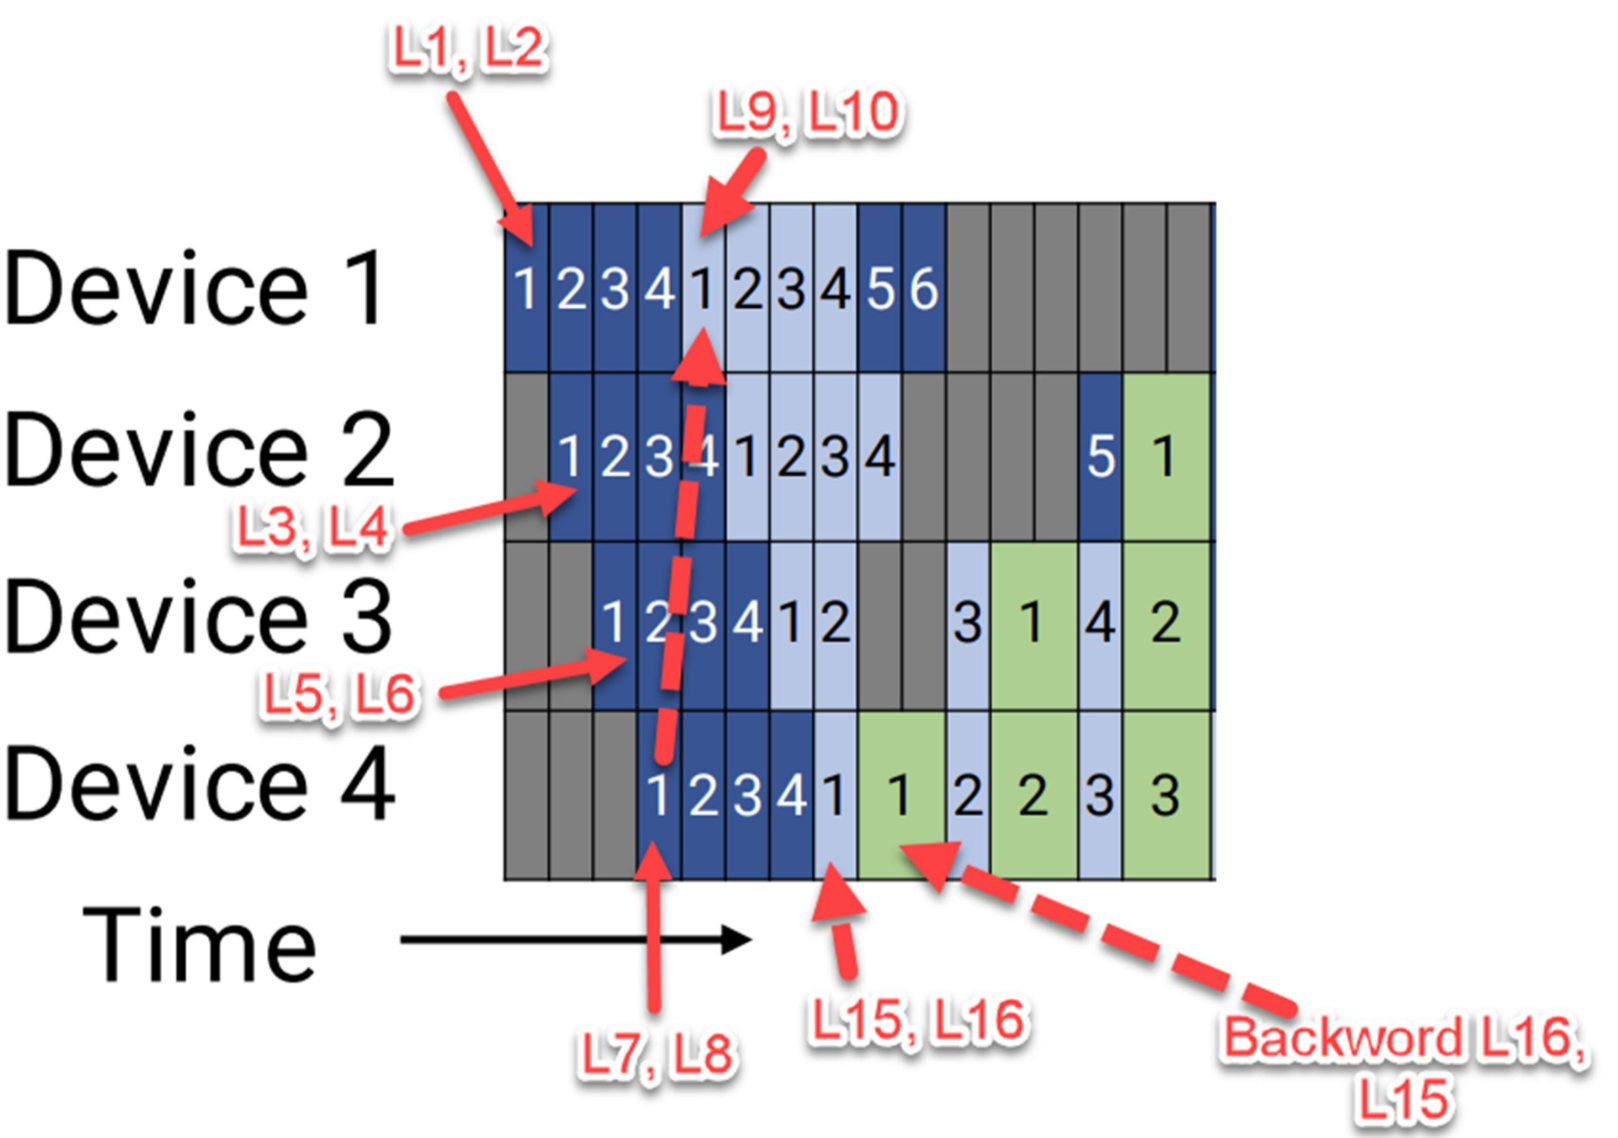 L1, L2
L9, L10
Device 1 1 2 3 4 1 2 3 4 5 6
Device 2 1 2 3 4 1 2 3 4 5 1
L3, L4
Device 3 1 2 3 4 1 2 3 1 4 2
L5, L6
Device 4 1 2 3 4 1 1 2 2 3 3
Time
L7, L8
L15, L16
Backword L16,
L15